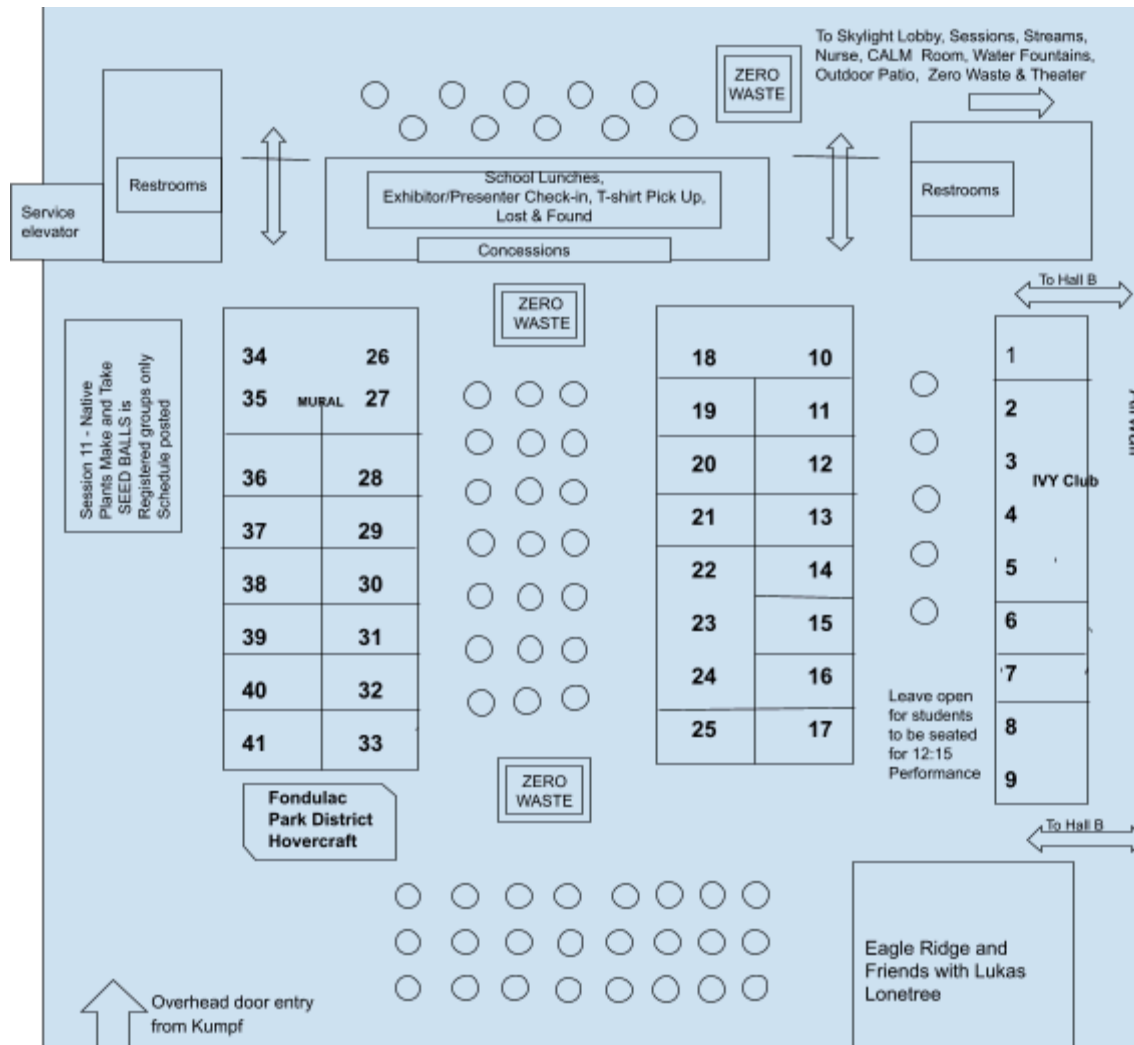 To Skylight Lobby, Sessions, Streams,
Nurse, CALM Room, Water Fountains,
Outdoor Patio, Zero Waste & Theater
ZERO
WASTE
Restrooms
School Lunches,
Exhibitor/Presenter Check-in, T-shirt Pick Up,
Lost & Found
Restrooms
Service
elevator
Concessions
To Hall B
ZERO
WASTE
Session 11 - Native
Plants Make and Take
SEED BALLS is
Registered groups only
Schedule posted
34 26
35 MURAL 27
36 28
37 29
38 30
39 31
40 32
41 33
18 10
19 11
20 12
21 13
22 14
23 15
24 16
25 17
1
2
3
IVY Club
4
5
6
7
8
9
Leave open
for students
to be seated
for 12:15
Performance
ZERO
WASTE
Fondulac
Park District
Hovercraft
To Hall B
Eagle Ridge and
Friends with Lukas
Lonetree
Overhead door entry
from Kumpf